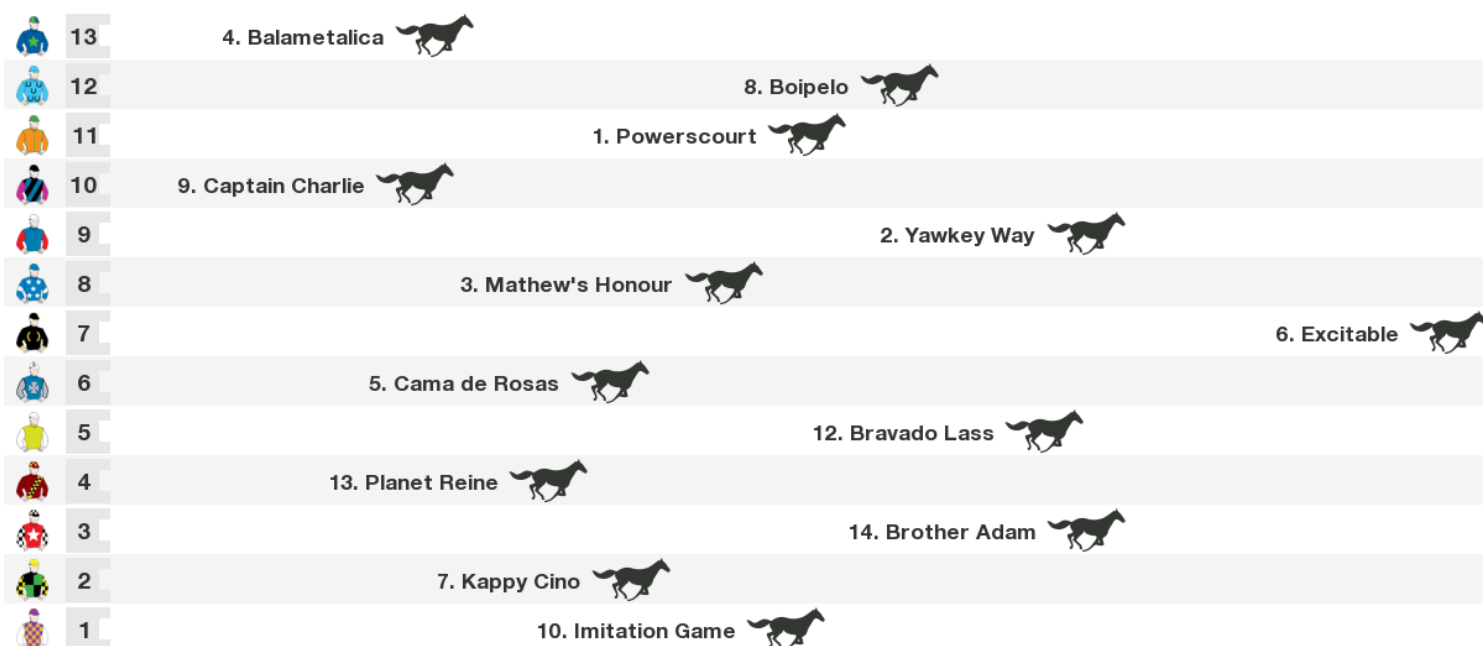 13 4. Balametalica
12 8. Boipelo
11 1. Powerscourt
10 9. Captain Charlie
9 2. Yawkey Way
8 3. Mathew's Honour
7 6. Excitable
6 5. Cama de Rosas
5 12. Bravado Lass
4 13. Planet Reine
3 14. Brother Adam
2 7. Kappy Cino
1 10. Imitation Game